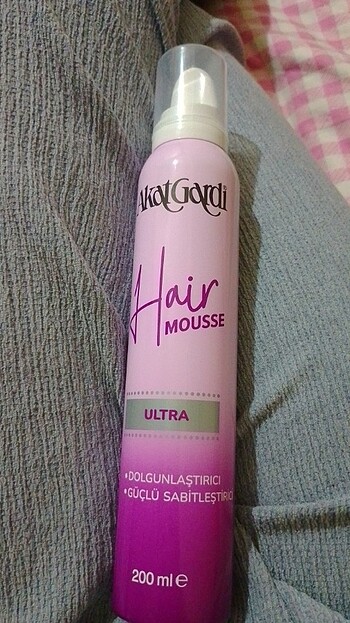 AkatGardi®
Hair
MOUSSE
ULTRA
• DOLGUNLAŞTIRICI
• GÜÇLÜ SABİTLEŞTİRİCİ
200 ml e